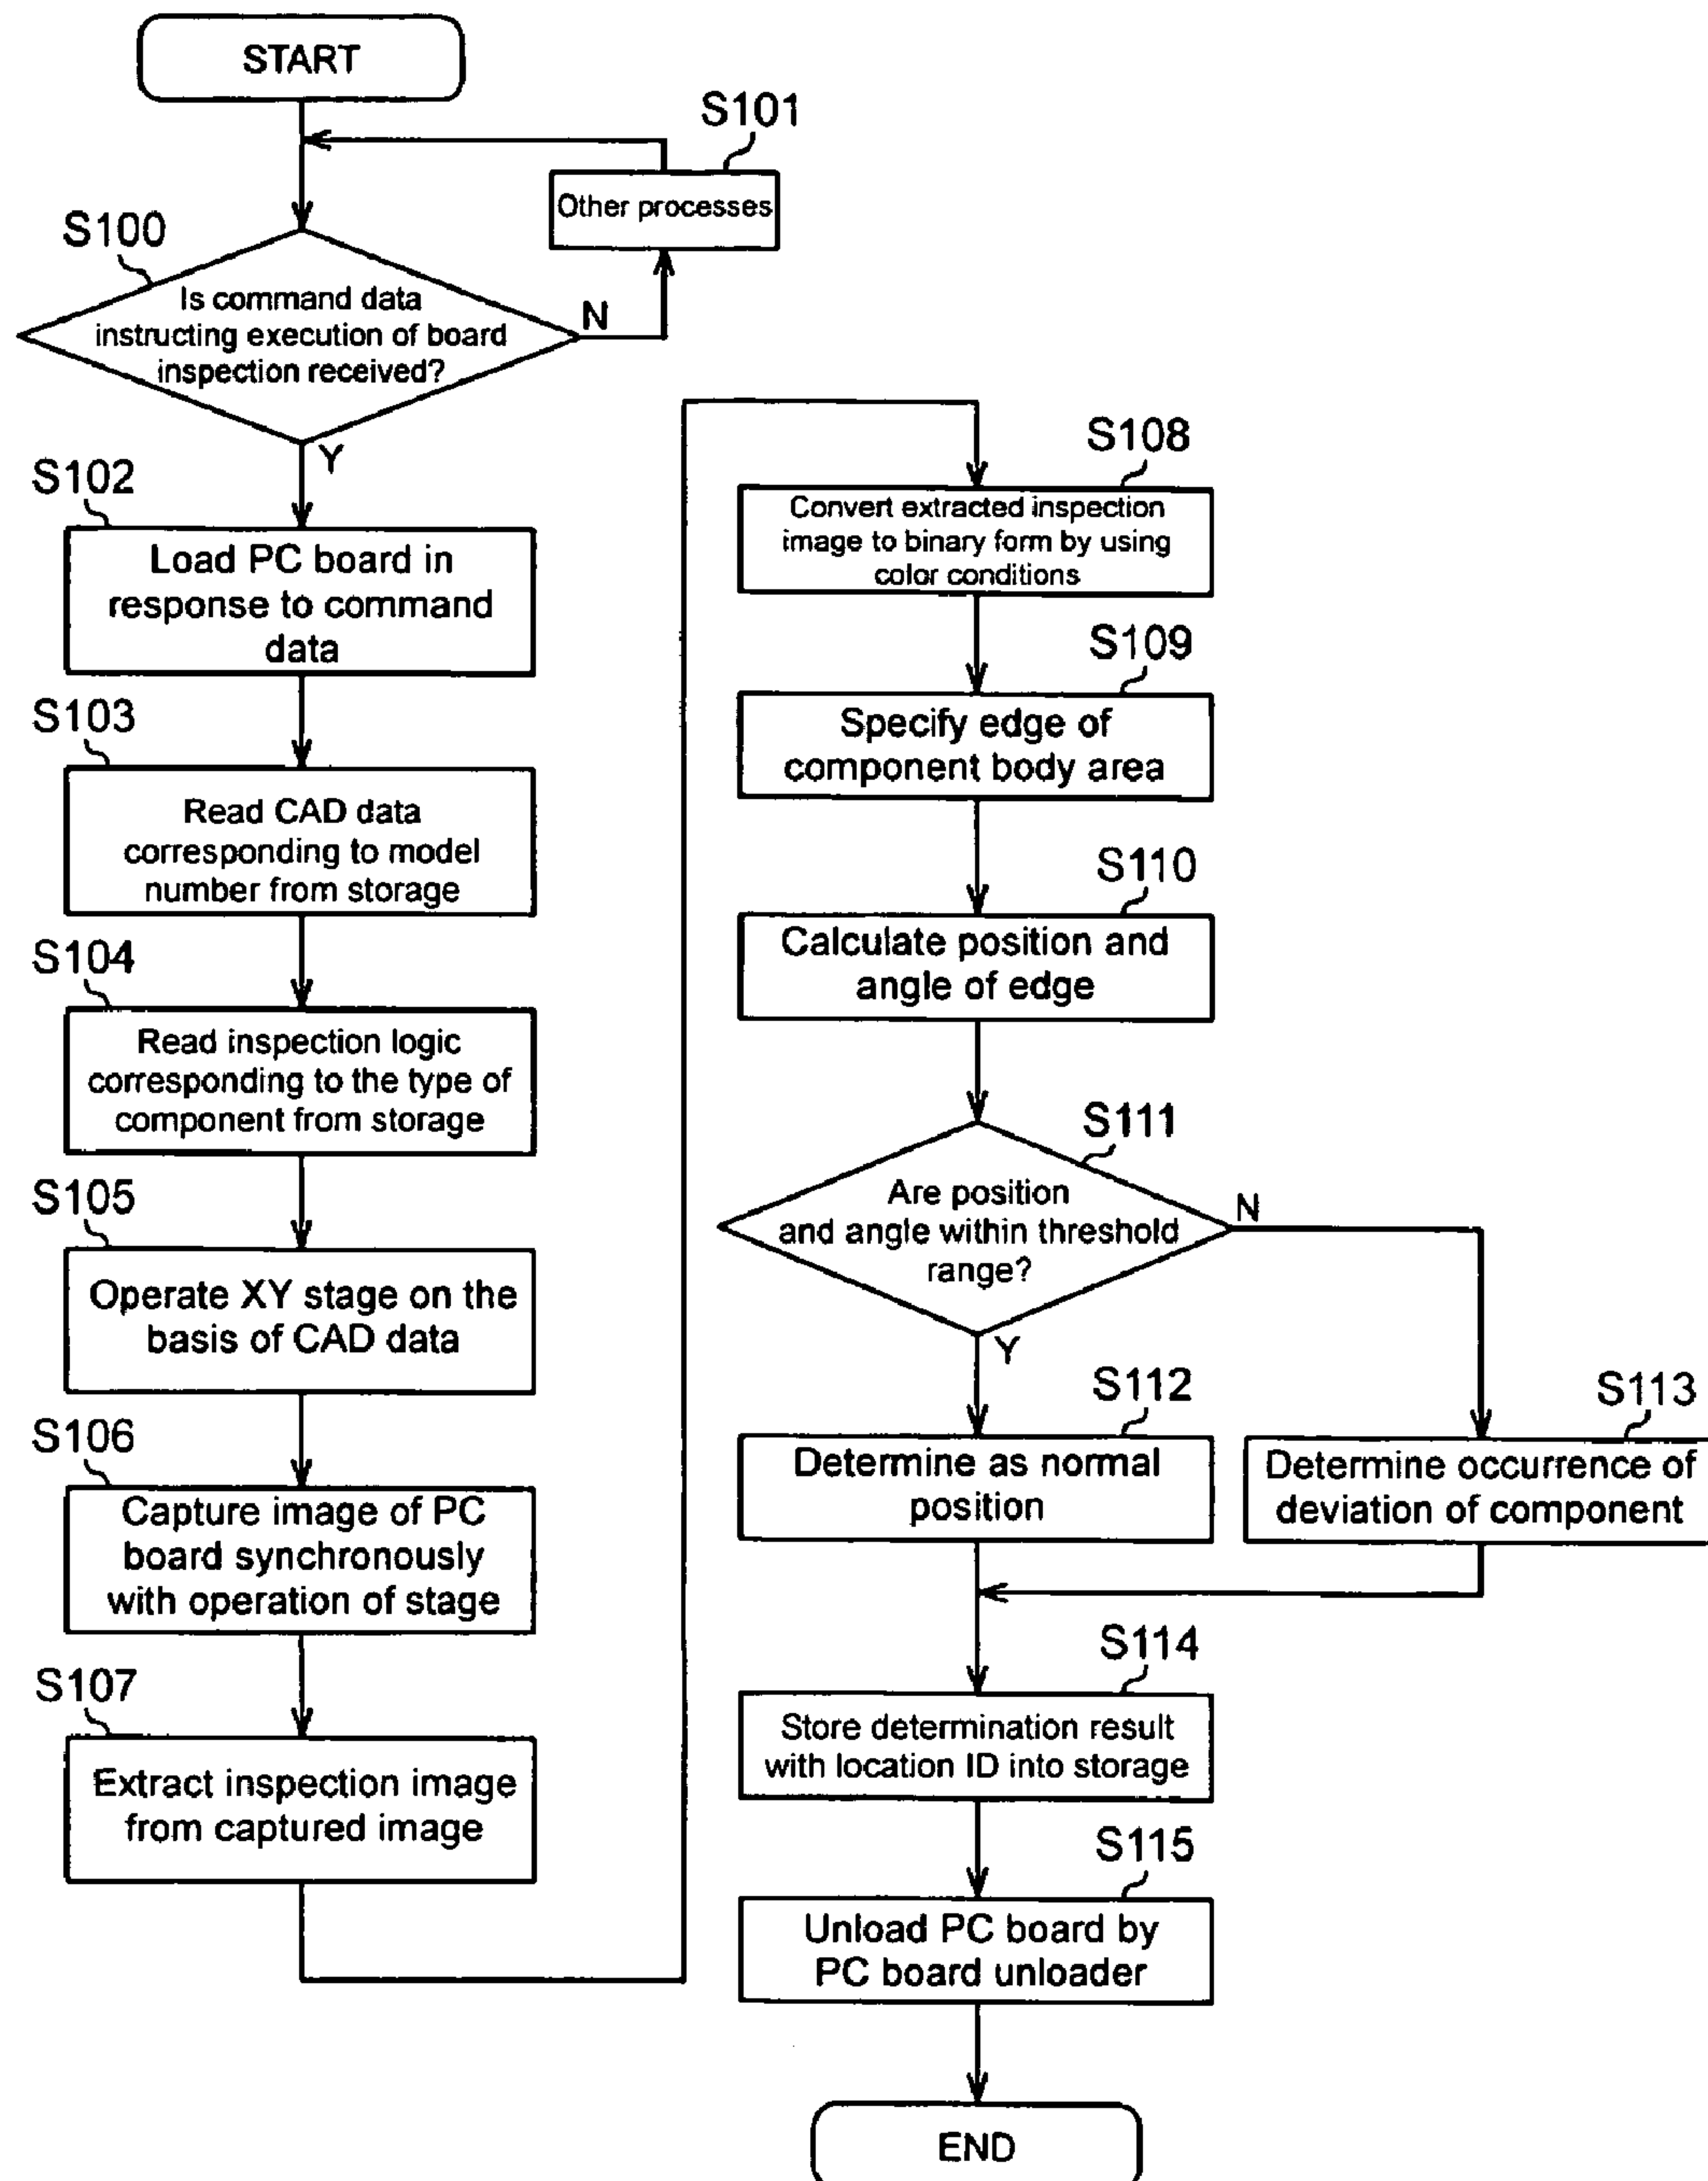 START
S101
Other processes
S100
Is command data
instructing execution of board
inspection received?
N
Y
S102
Load PC board in
response to command
data
S103
Read CAD data
corresponding to model
number from storage
S104
Read inspection logic
corresponding to the type of
component from storage
S105
Operate XY stage on the
basis of CAD data
S106
Capture image of PC
board synchronously
with operation of stage
S107
Extract inspection image
from captured image
S108
Convert extracted inspection
image to binary form by using
color conditions
S109
Specify edge of
component body area
S110
Calculate position and
angle of edge
S111
Are position
and angle within threshold
range?
N
Y
S112
Determine as normal
position
S113
Determine occurrence of
deviation of component
S114
Store determination result
with location ID into storage
S115
Unload PC board by
PC board unloader
END